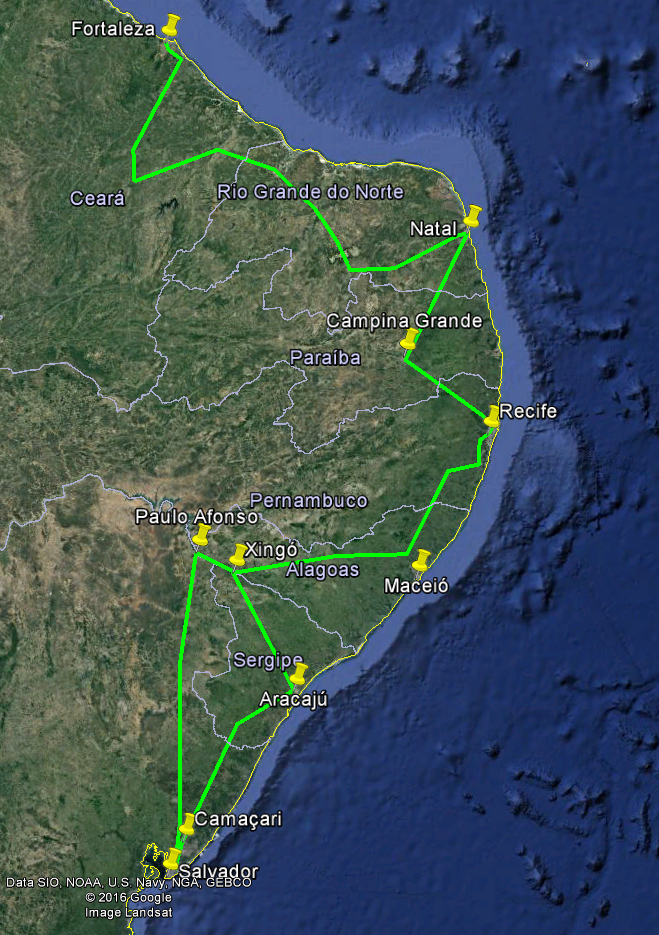 Fortaleza
Ceará
Rio Grande do Norte
Natal
Campina Grande
Paraíba
Recife
Pernambuco
Paulo Afonso
Xingó
Alagoas
Maceió
Sergipe
Aracajú
Camaçari
Salvador
Data SIO, NOAA, U.S. Navy, NGA, GEBCO
© 2016 Google
Image Landsat